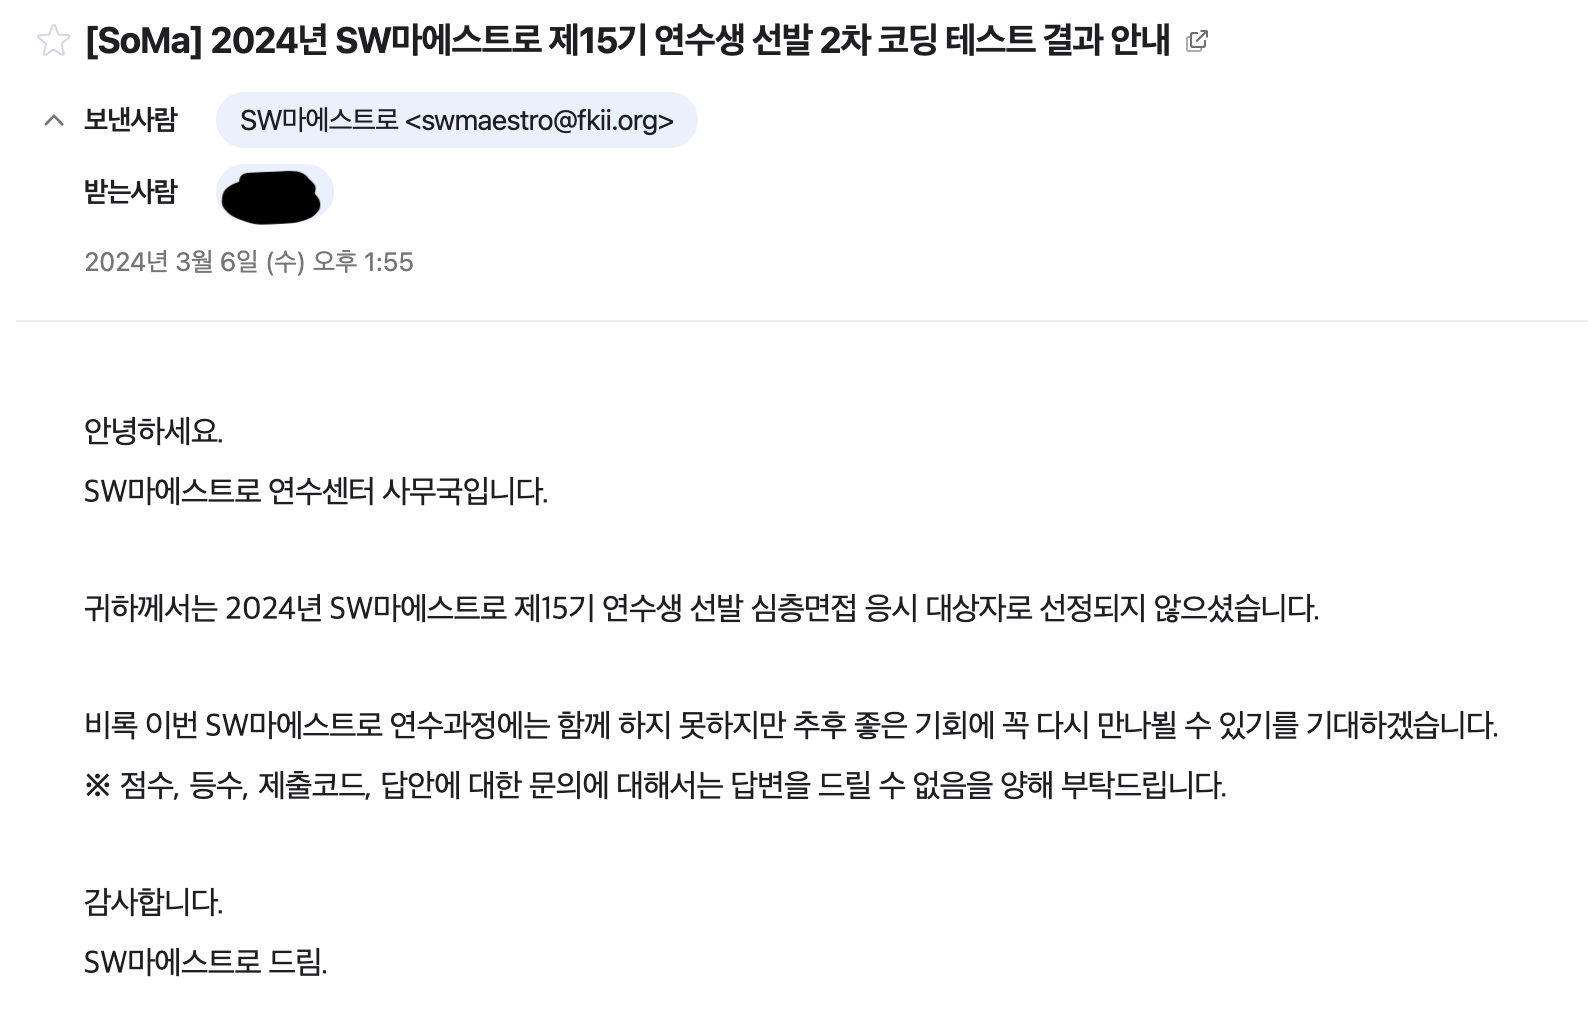 [SoMa] 2024년 SW마에스트로 제15기 연수생 선발 2차 코딩 테스트 결과 안내
보낸사람 SW마에스트로 <swmaestro@fkii.org>
받는사람
2024년 3월 6일 (수) 오후 1:55
안녕하세요.
SW마에스트로 연수센터 사무국입니다.
귀하께서는 2024년 SW마에스트로 제15기 연수생 선발 심층면접 응시 대상자로 선정되지 않으셨습니다.
비록 이번 SW마에스트로 연수과정에는 함께 하지 못하지만 추후 좋은 기회에 꼭 다시 만나뵐 수 있기를 기대하겠습니다.
※ 점수, 등수, 제출코드, 답안에 대한 문의에 대해서는 답변을 드릴 수 없음을 양해 부탁드립니다.
감사합니다.
SW마에스트로 드림.